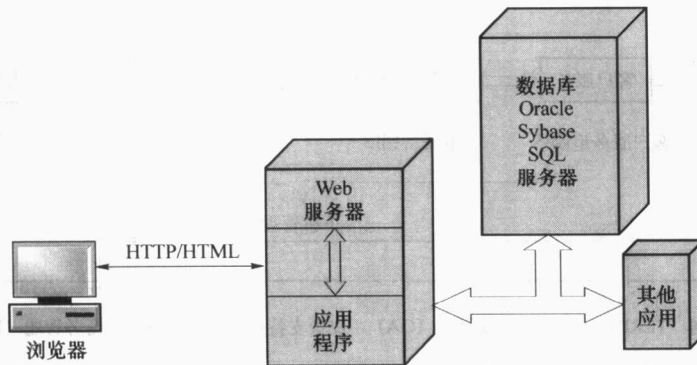 数据库
Oracle
Sybase
SQL
服务器
Web
服务器
HTTP/HTML
应用
程序
其他
应用
浏览器